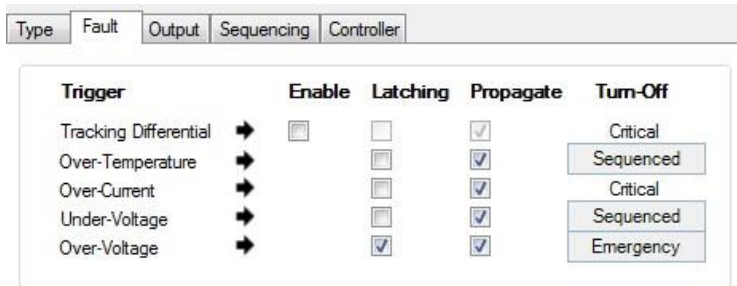 Type Fault Output Sequencing Controller
Trigger Enable Latching Propagate Turn-Off
Tracking Differential Critical
Over-Temperature Sequenced
Over-Current Critical
Under-Voltage Sequenced
Over-Voltage Emergency